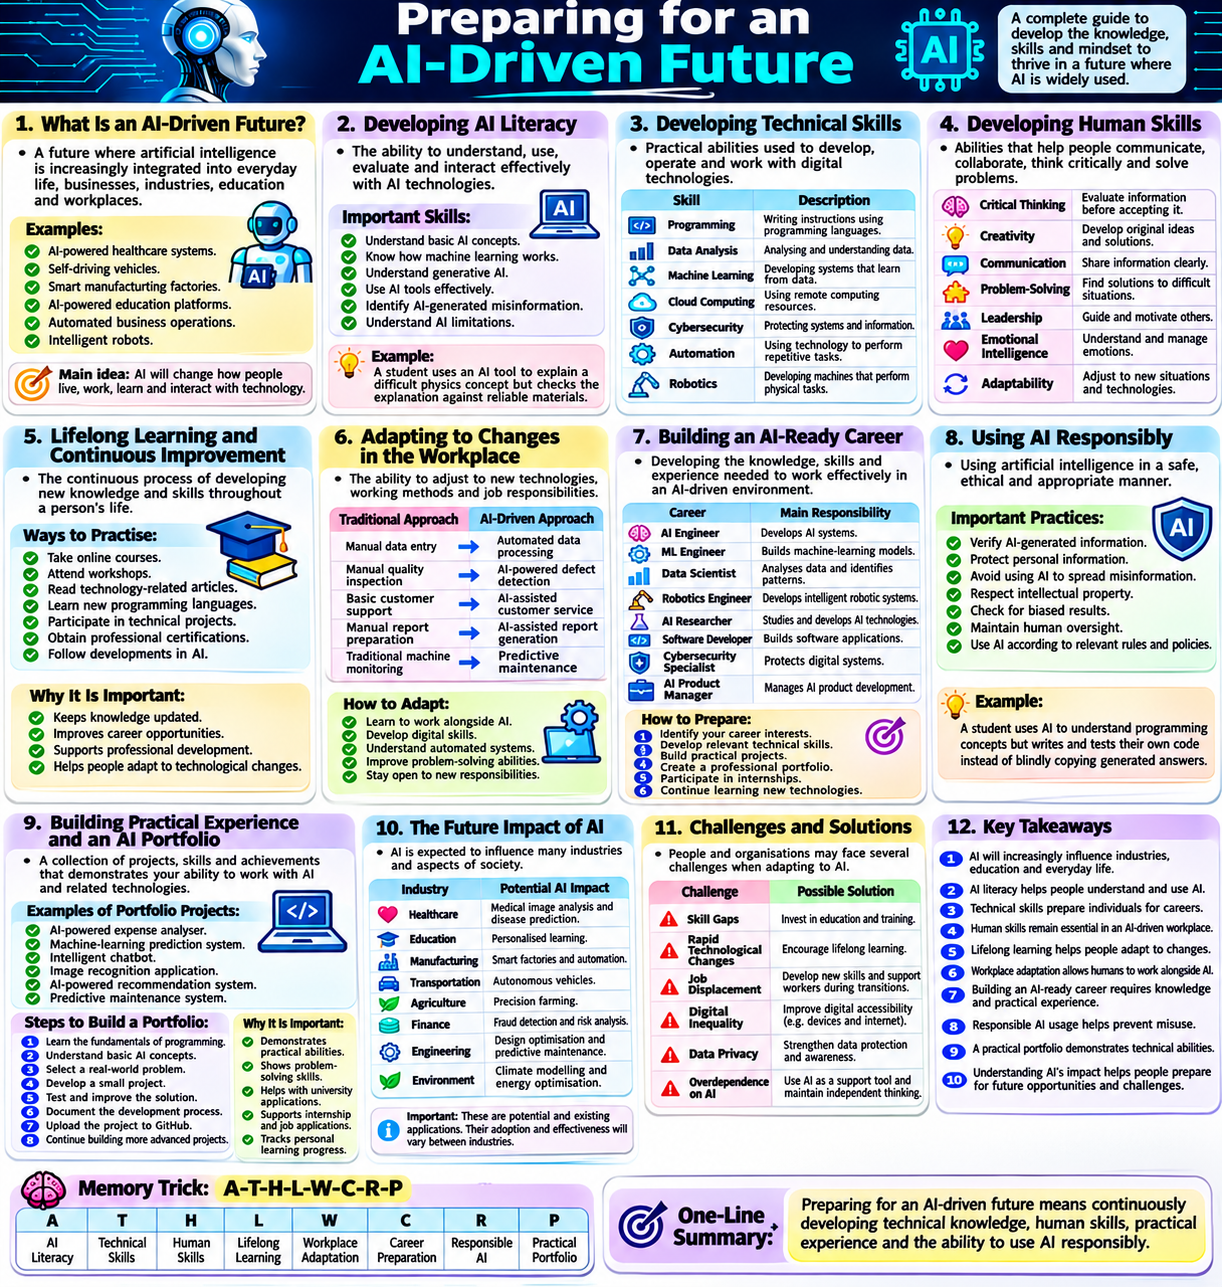 Preparing for an
AI-Driven Future
AI
A complete guide to
develop the knowledge,
skills and mindset to
thrive in a future where
AI is widely used.
1. What Is an AI-Driven Future?
• A future where artificial intelligence
is increasingly integrated into everyday
life, businesses, industries, education
and workplaces.
Examples:
AI-powered healthcare systems.
Self-driving vehicles.
Smart manufacturting factories.
AI-powered education platforms.
Automated business operations.
Intelligent robots.
AI
Main idea: AI will change how people
live, work, learn and interact with technology.
2. Developing AI Literacy
• The ability to understand, use,
evaluate and interact effectively
with AI technologies.
AI
Important Skills:
Understand basic AI concepts.
Know how machine learning works.
Understand generative AI.
Use AI tools effectively.
Identify AI-generated misinformation.
Understand AI limitations.
Example:
A student uses an AI tool to explain a
difficult physics concept but checks the
explanation against reliable materials.
3. Developing Technical Skills
• Practical abilities used to develop,
operate and work with digital
technologies.
Skill Description
Programming Writing instructions using
programming languages.
Data Analysis Analysing and understanding data.
Machine Learning Developing systems that learn
from data.
Cloud Computing Using remote computing
resources.
Cybersecurity Protecting systems and information.
Automation Using technology to perform
repetitive tasks.
Robotics Developing machines that perform
physical tasks.
4. Developing Human Skills
• Abilities that help people communicate,
collaborate, think critically and solve
problems.
Critical Thinking Evaluate information
before accepting it.
Creativity Develop original ideas
and solutions.
Communication Share information clearly.
Problem-Solving Find solutions to difficult
situations.
Leadership Guide and motivate others.
Emotional
Intelligence Understand and manage
emotions.
Adaptability Adjust to new situations
and technologies.
5. Lifelong Learning and
Continuous Improvement
• The continuous process of developing
new knowledge and skills throughout
a person's life.
Ways to Practise:
Take online courses.
Attend workshops.
Read technology-related articles.
Learn new programming languages.
Participate in technical projects.
Obtain professional certifications.
Follow developments in AI.
Why It Is Important:
Keeps knowledge updated.
Improves career opportunities.
Supports professional development.
Helps people adapt to technological changes.
6. Adapting to Changes
in the Workplace
• The ability to adjust to new technologies,
working methods and job responsibilities.
Traditional Approach AI-Driven Approach
Manual data entry → Automated data
processing
Manual quality
inspection → AI-powered defect
detection
Basic customer
support → AI-assisted
customer service
Manual report
preparation → AI-assisted report
generation
Traditional machine
monitoring → Predictive
maintenance
How to Adapt:
Learn to work alongside AI.
Develop digital skills.
Understand automated systems.
Improve problem-solving abilities.
Stay open to new responsibilities.
7. Building an AI-Ready Career
• Developing the knowledge, skills and
experience needed to work effectively in
an AI-driven environment.
Career Main Responsibility
AI Engineer Develops AI systems.
ML Engineer Builds machine-learning models.
Data Scientist Analyses data and identifies
patterns.
Robotics Engineer Develops intelligent robotic systems.
AI Researcher Studies and develops AI technologies.
Software Developer Builds software applications.
Cybersecurity
Specialist Protects digital systems.
AI Product
Manager Manages AI product development.
How to Prepare:
1 Identify your career interests.
Develop relevant technical skills.
Build practical projects.
4 Create a professional portfolio.
5 Participate in internships.
6 Continue learning new technologies.
8. Using AI Responsibly
• Using artificial intelligence in a safe,
ethical and appropriate manner.
AI
Important Practices:
Verify AI-generated information.
Protect personal information.
Avoid using AI to spread misinformation.
Respect intellectual property.
Check for biased results.
Maintain human oversight.
Use AI according to relevant rules and policies.
Example:
A student uses AI to understand programming
concepts but writes and tests their own code
instead of blindly copying generated answers.
9. Building Practical Experience
and an AI Portfolio
• A collection of projects, skills and achievements
that demonstrates your ability to work with AI
and related technologies.
Examples of Portfolio Projects:
AI-powered expense analyser.
Machine-learning prediction system.
Intelligent chatbot.
Image recognition application.
AI-powered recommendation system.
Predictive maintenance system.
</>
Steps to Build a Portfolio:
1 Learn the fundamentals of programming.
2 Understand basic AI concepts.
3 Select a real-world problem.
4 Develop a small project.
5 Test and improve the solution.
6 Document the development process.
7 Upload the project to GitHub.
8 Continue building more advanced projects.
Why It Is Important:
Demonstrates
practical abilities.
Shows problem-
solving skills.
Helps with university
applications.
Supports internship
and job applications.
Tracks personal
learning progress.
10. The Future Impact of AI
• AI is expected to influence many industries
and aspects of society.
Industry Potential AI Impact
Healthcare Medical image analysis and
disease prediction.
Education Personalised learning.
Manufacturing Smart factories and automation.
Transportation Autonomous vehicles.
Agriculture Precision farming.
Finance Fraud detection and risk analysis.
Engineering Design optimisation and
predictive maintenance.
Environment Climate modelling and
energy optimisation.
Important: These are potential and existing
applications. Their adoption and effectiveness will
vary between industries.
11. Challenges and Solutions
• People and organisations may face several
challenges when adapting to AI.
Challenge Possible Solution
Skill Gaps Invest in education and training.
Rapid
Technological
Changes Encourage lifelong learning.
Job
Displacement Develop new skills and support
workers during transitions.
Digital
Inequality Improve digital accessibility
(e.g. devices and internet).
Data Privacy Strengthen data protection
and awareness.
Overdependence
on AI Use AI as a support tool and
maintain independent thinking.
12. Key Takeaways
1 AI will increasingly influence industries,
education and everyday life.
2 AI literacy helps people understand and use AI.
3 Technical skills prepare individuals for careers.
4 Human skills remain essential in an AI-driven workplace.
5 Lifelong learning helps people adapt to changes.
6 Workplace adaptation allows humans to work alongside AI.
7 Building an AI-ready career requires knowledge
and practical experience.
8 Responsible AI usage helps prevent misuse.
9 A practical portfolio demonstrates technical abilities.
10 Understanding AI's impact helps people prepare
for future opportunities and challenges.
Memory Trick: A-T-H-L-W-C-R-P
A T H L W C R P
AI
Literacy
Technical
Skills
Human
Skills
Lifelong
Learning
Workplace
Adaptation
Career
Preparation
Responsible
AI
Practical
Portfolio
One-Line
Summary:
Preparing for an AI-driven future means continuously
developing technical knowledge, human skills, practical
experience and the ability to use AI responsibly.